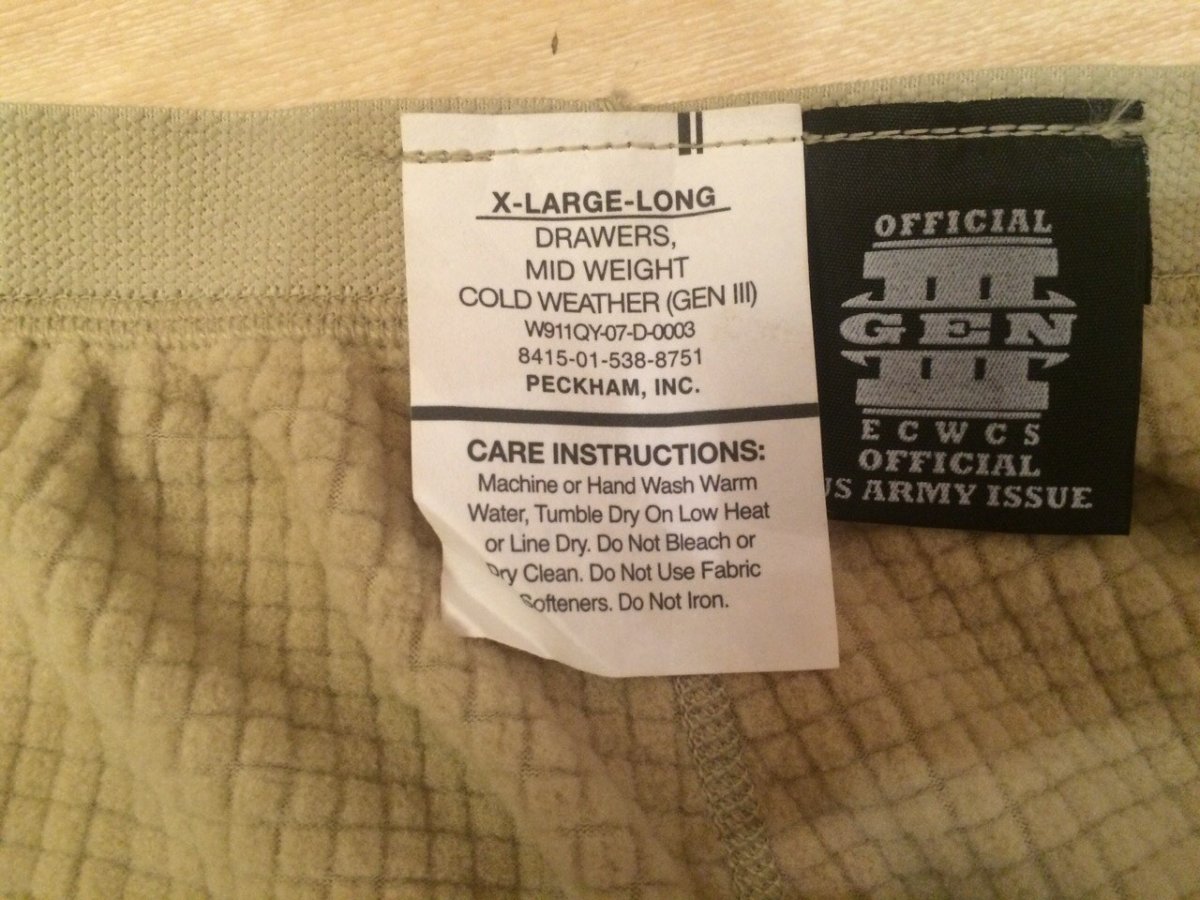 X-LARGE-LONG
DRAWERS,
MID WEIGHT
COLD WEATHER (GEN III)
W911QY-07-D-0003
8415-01-538-8751
PECKHAM, INC.
CARE INSTRUCTIONS:
Machine or Hand Wash Warm
Water, Tumble Dry On Low Heat
or Line Dry. Do Not Bleach or
Dry Clean. Do Not Use Fabric
Softeners. Do Not Iron.
OFFICIAL
III
GEN
III
ECWCS
OFFICIAL
US ARMY ISSUE